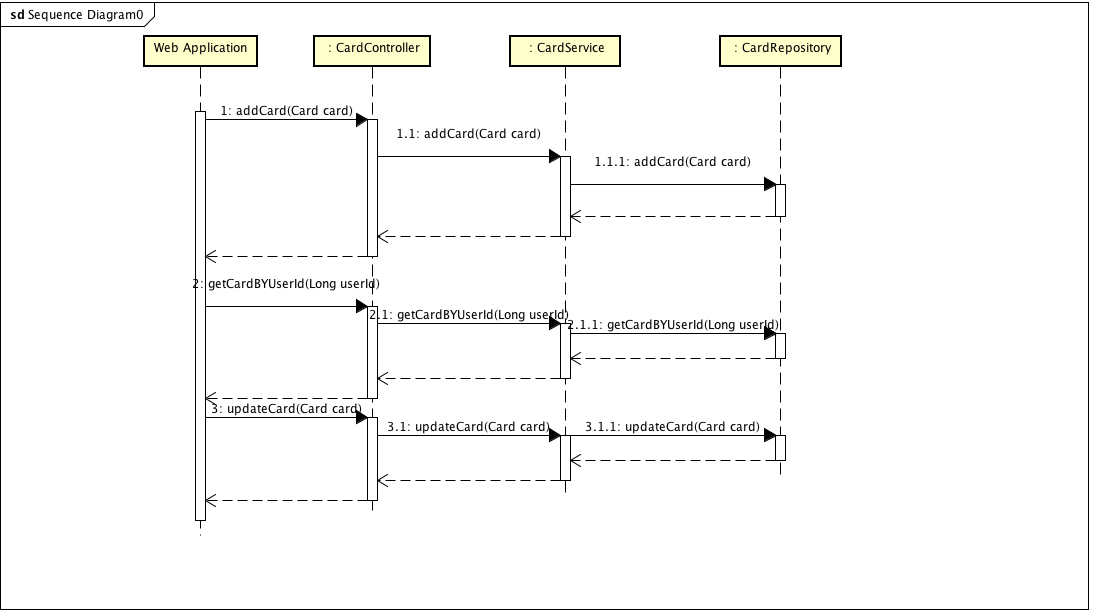 sd Sequence Diagram0
Web Application
: CardController
: CardService
: CardRepository
1: addCard(Card card)
1.1: addCard(Card card)
1.1.1: addCard(Card card)
2: getCardBYUserId(Long userId)
2.1: getCardBYUserId(Long userId)
2.1.1: getCardBYUserId(Long userId)
3: updateCard(Card card)
3.1: updateCard(Card card)
3.1.1: updateCard(Card card)